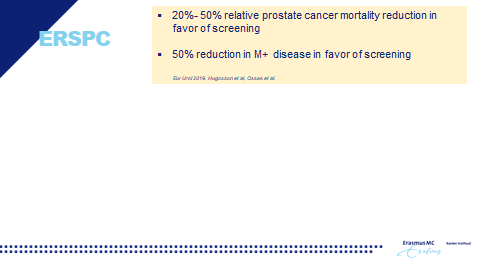 ERSPC
▪ 20%- 50% relative prostate cancer mortality reduction in
favor of screening
▪ 50% reduction in M+ disease in favor of screening
Eur Urol 2019, Hugosson et al, Osses et al.
Erasmus MC
Erasmus